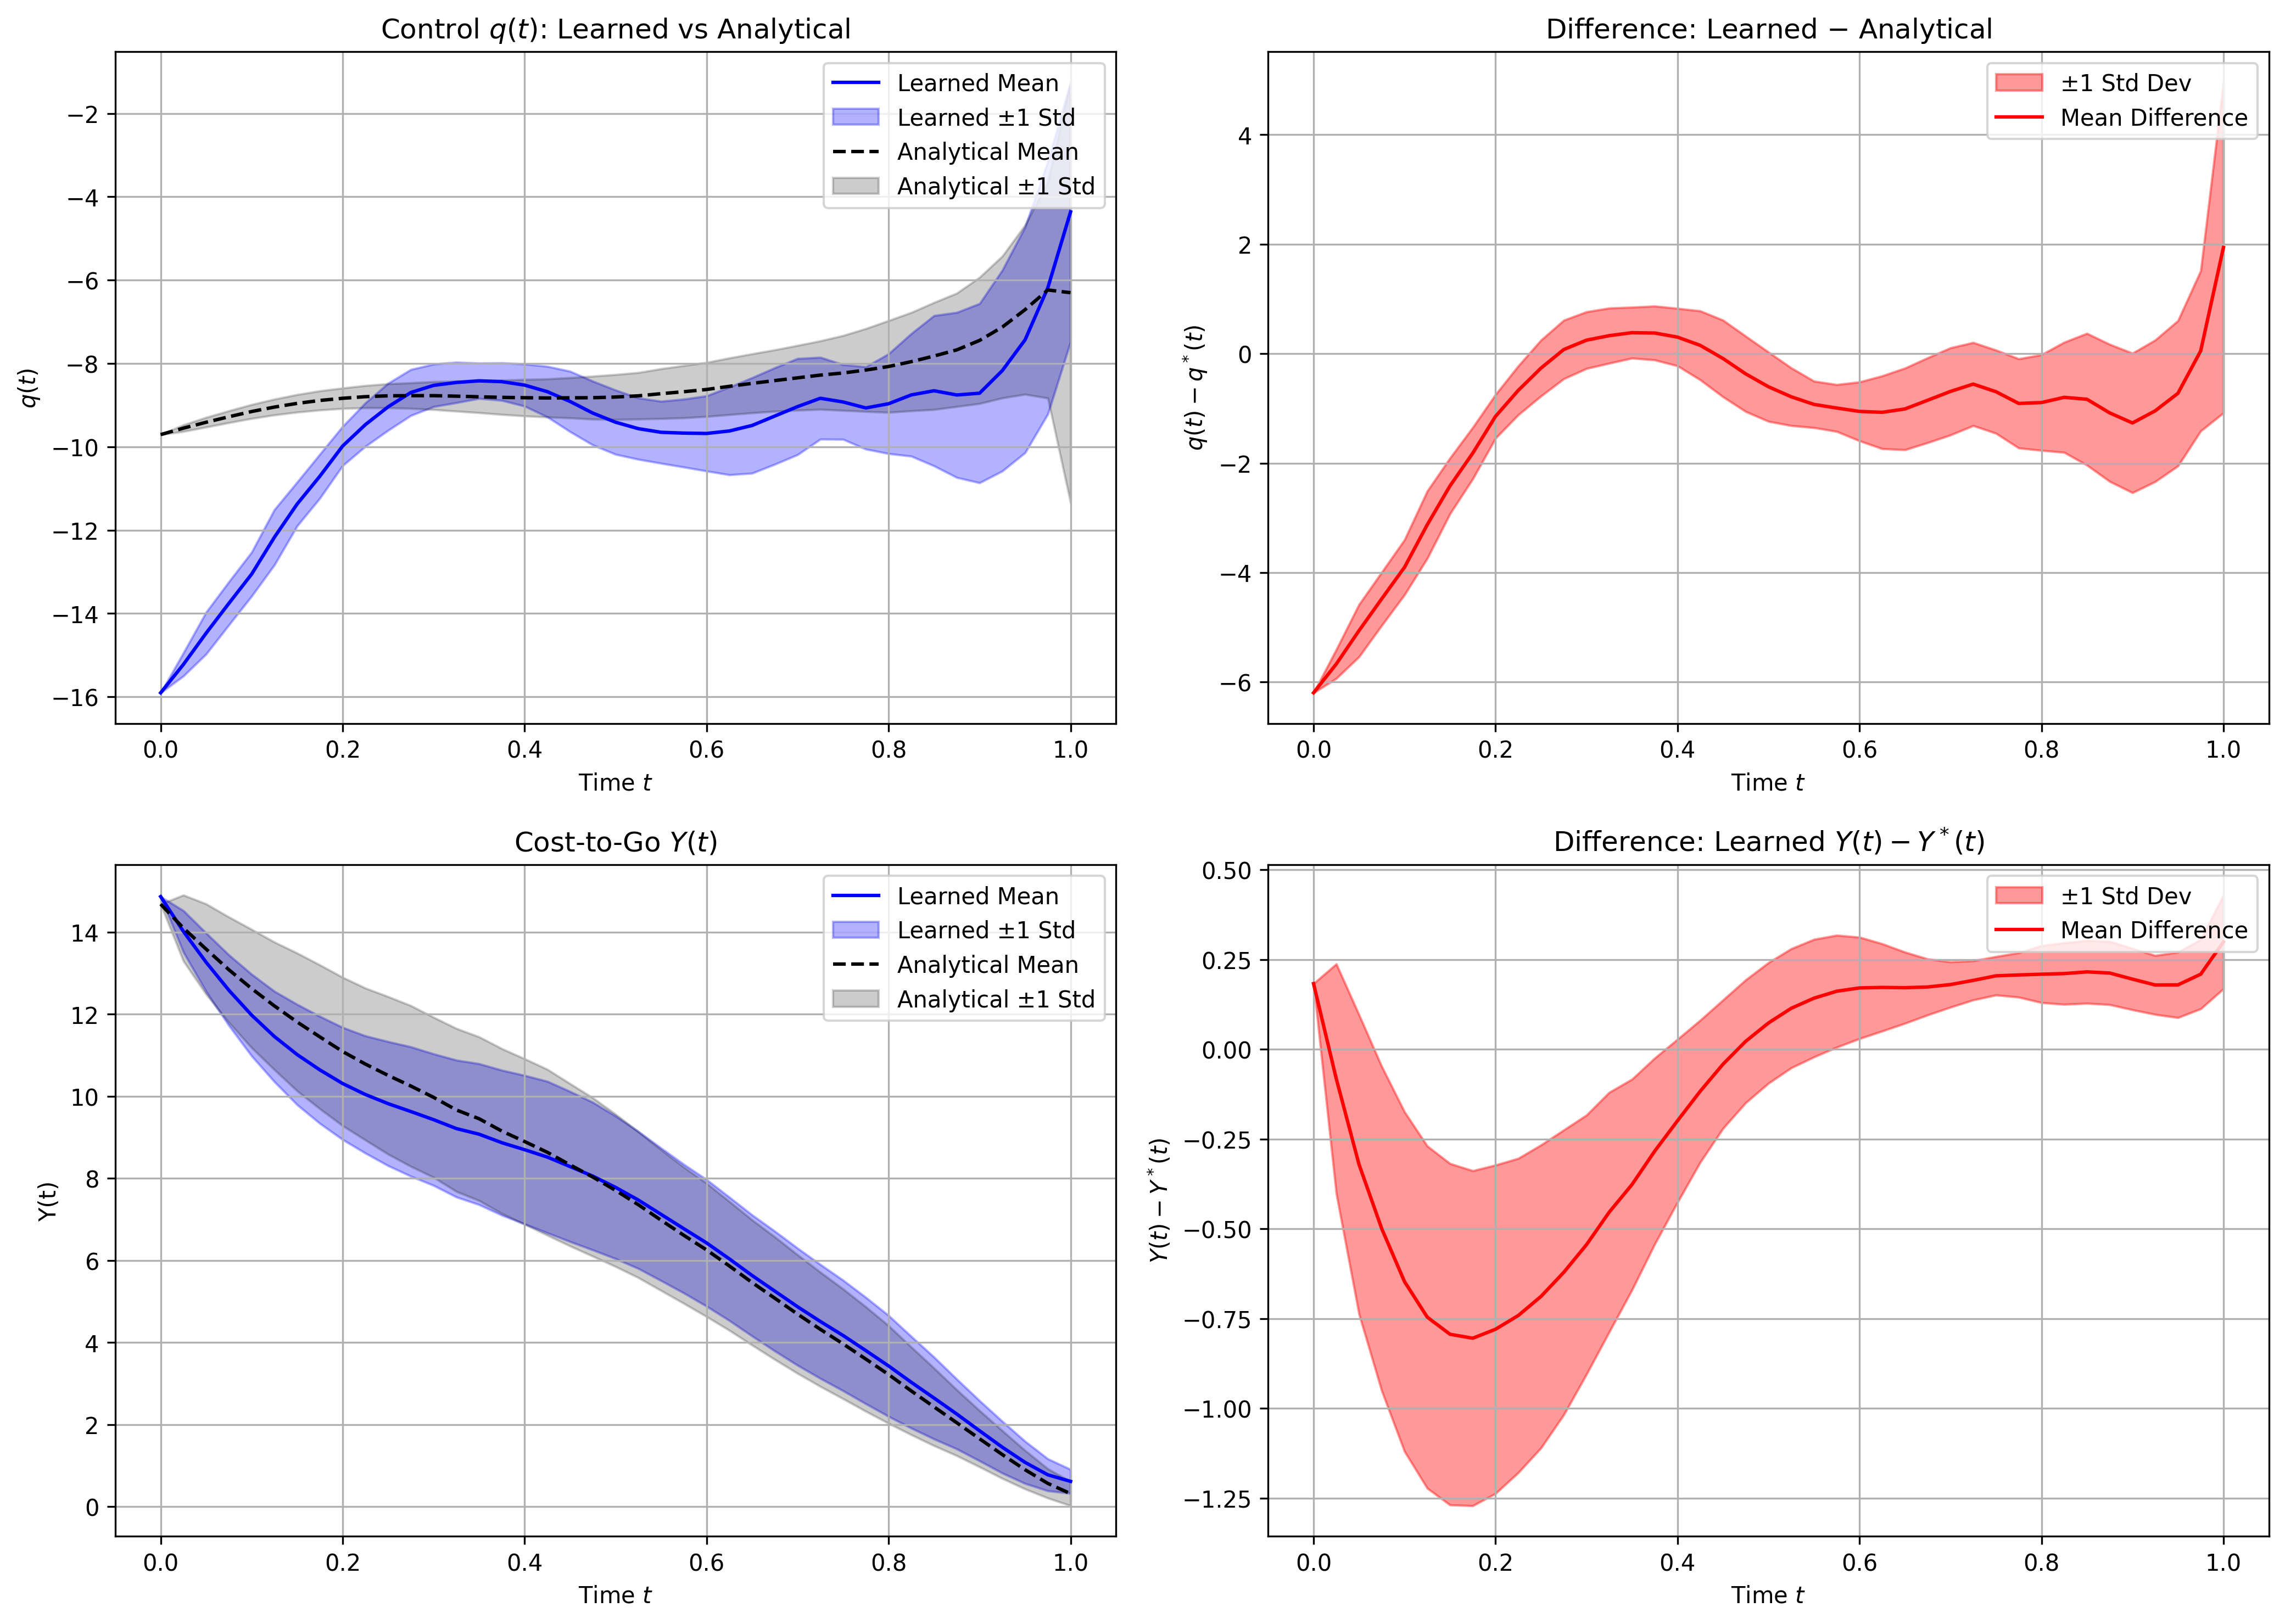 Control q(t): Learned vs Analytical
Learned Mean
Learned ±1 Std
Analytical Mean
Analytical ±1 Std
−2
−4
−6
−8
−10
−12
−14
−16
q(t)
0.0 0.2 0.4 0.6 0.8 1.0
Time t
Difference: Learned − Analytical
±1 Std Dev
Mean Difference
4
2
0
−2
−4
−6
q(t) − q*(t)
0.0 0.2 0.4 0.6 0.8 1.0
Time t
Cost-to-Go Y(t)
Learned Mean
Learned ±1 Std
Analytical Mean
Analytical ±1 Std
14
12
10
8
6
4
2
0
Y(t)
0.0 0.2 0.4 0.6 0.8 1.0
Time t
Difference: Learned Y(t) − Y*(t)
±1 Std Dev
Mean Difference
0.50
0.25
0.00
−0.25
−0.50
−0.75
−1.00
−1.25
Y(t) − Y*(t)
0.0 0.2 0.4 0.6 0.8 1.0
Time t